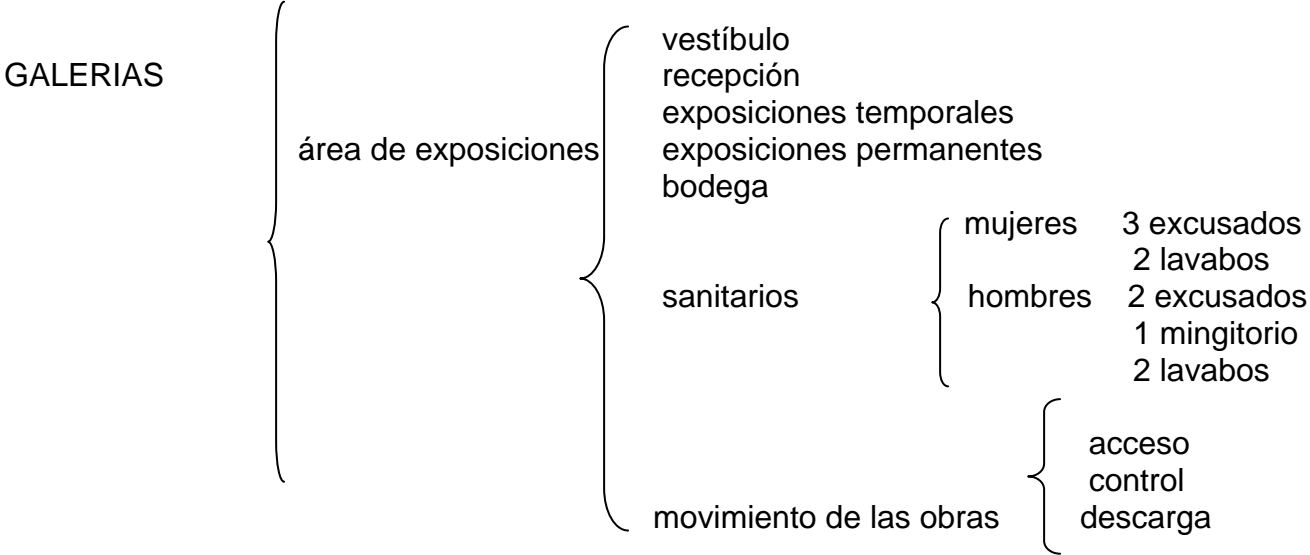 vestíbulo
GALERIAS recepción
exposiciones temporales
área de exposiciones exposiciones permanentes
bodega
mujeres 3 excusados
2 lavabos
sanitarios hombres 2 excusados
1 mingitorio
2 lavabos
acceso
control
movimiento de las obras descarga